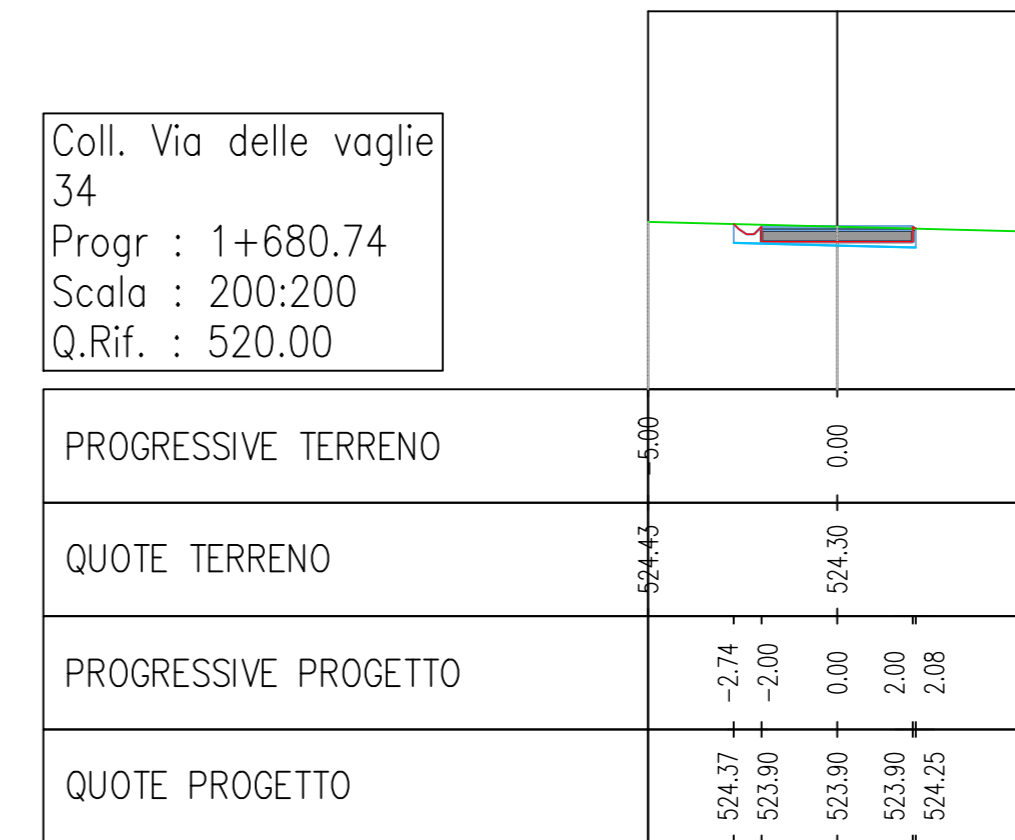 Coll. Via delle vaglie
34
Progr : 1+680.74
Scala : 200:200
Q.Rif. : 520.00
PROGRESSIVE TERRENO -5.00 0.00
QUOTE TERRENO 524.43 524.30
PROGRESSIVE PROGETTO -2.74 -2.00 0.00 2.00 2.08
QUOTE PROGETTO 524.37 523.90 523.90 523.90 524.25